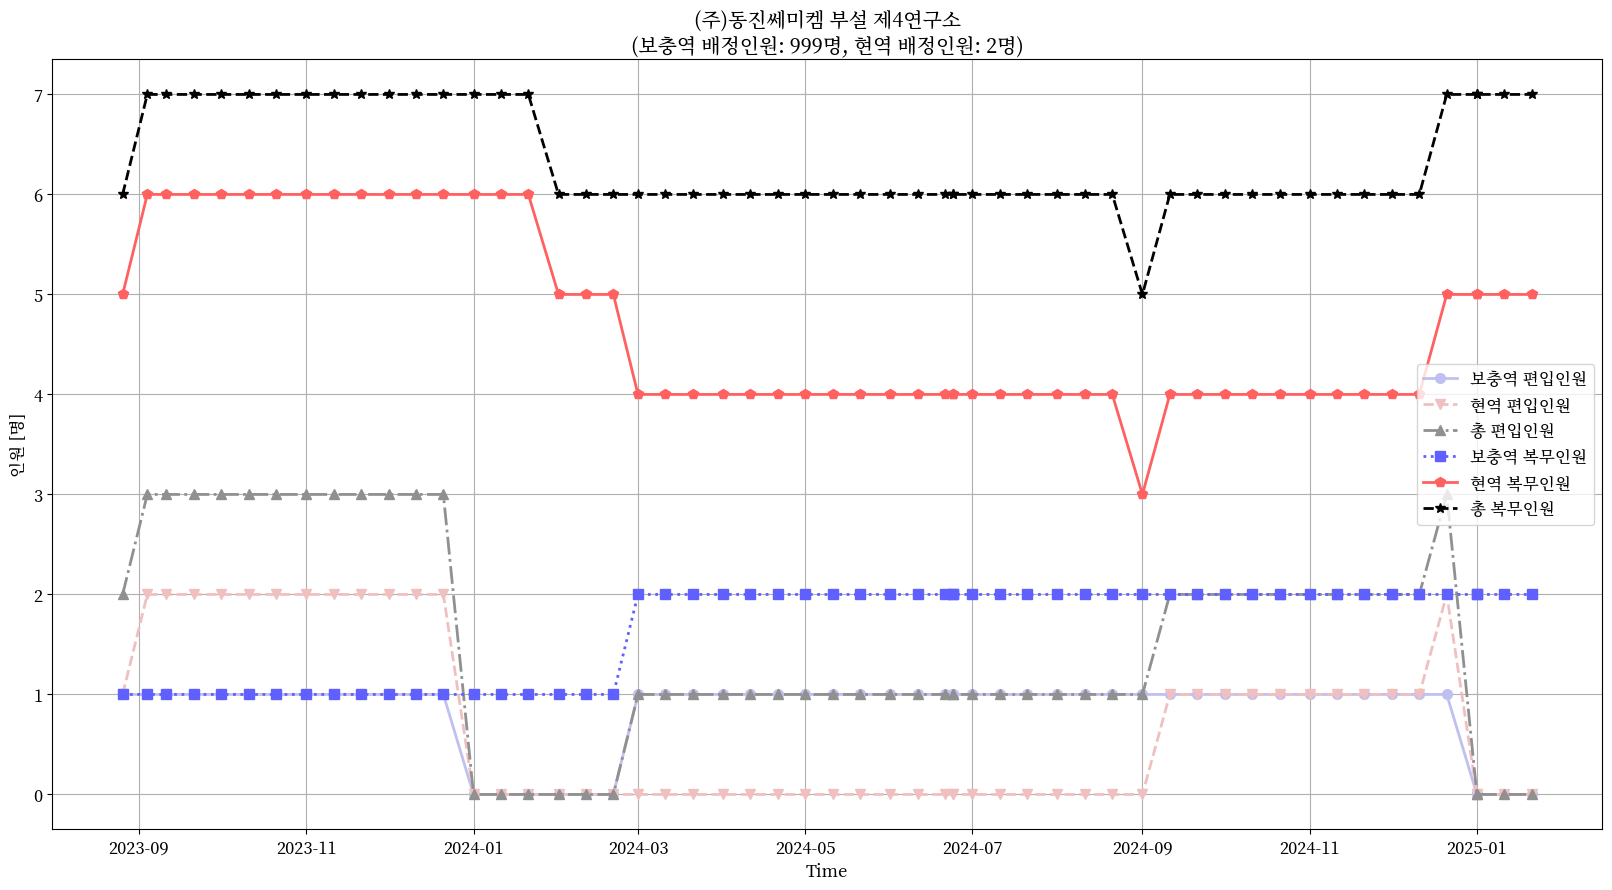 (주)동진쎄미켐 부설 제4연구소
(보충역 배정인원: 999명, 현역 배정인원: 2명)
인원 [명]
7
6
5
4
3
2
1
0
보충역 편입인원
현역 편입인원
총 편입인원
보충역 복무인원
현역 복무인원
총 복무인원
2023-09
2023-11
2024-01
2024-03
2024-05
2024-07
2024-09
2024-11
2025-01
Time